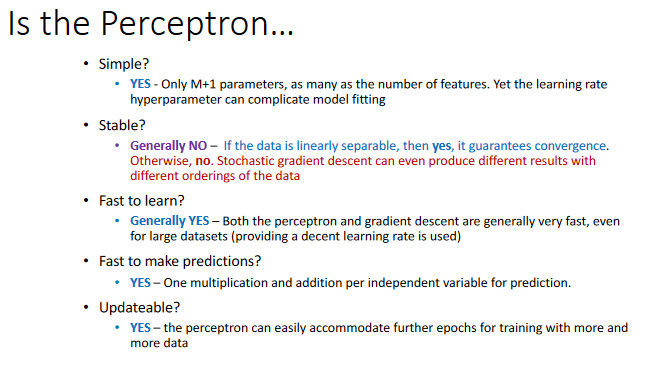 Is the Perceptron...
• Simple?
• YES - Only M+1 parameters, as many as the number of features. Yet the learning rate
hyperparameter can complicate model fitting
• Stable?
• Generally NO – If the data is linearly separable, then yes, it guarantees convergence.
Otherwise, no. Stochastic gradient descent can even produce different results with
different orderings of the data
• Fast to learn?
• Generally YES – Both the perceptron and gradient descent are generally very fast, even
for large datasets (providing a decent learning rate is used)
• Fast to make predictions?
• YES – One multiplication and addition per independent variable for prediction.
• Updateable?
• YES – the perceptron can easily accommodate further epochs for training with more and
more data